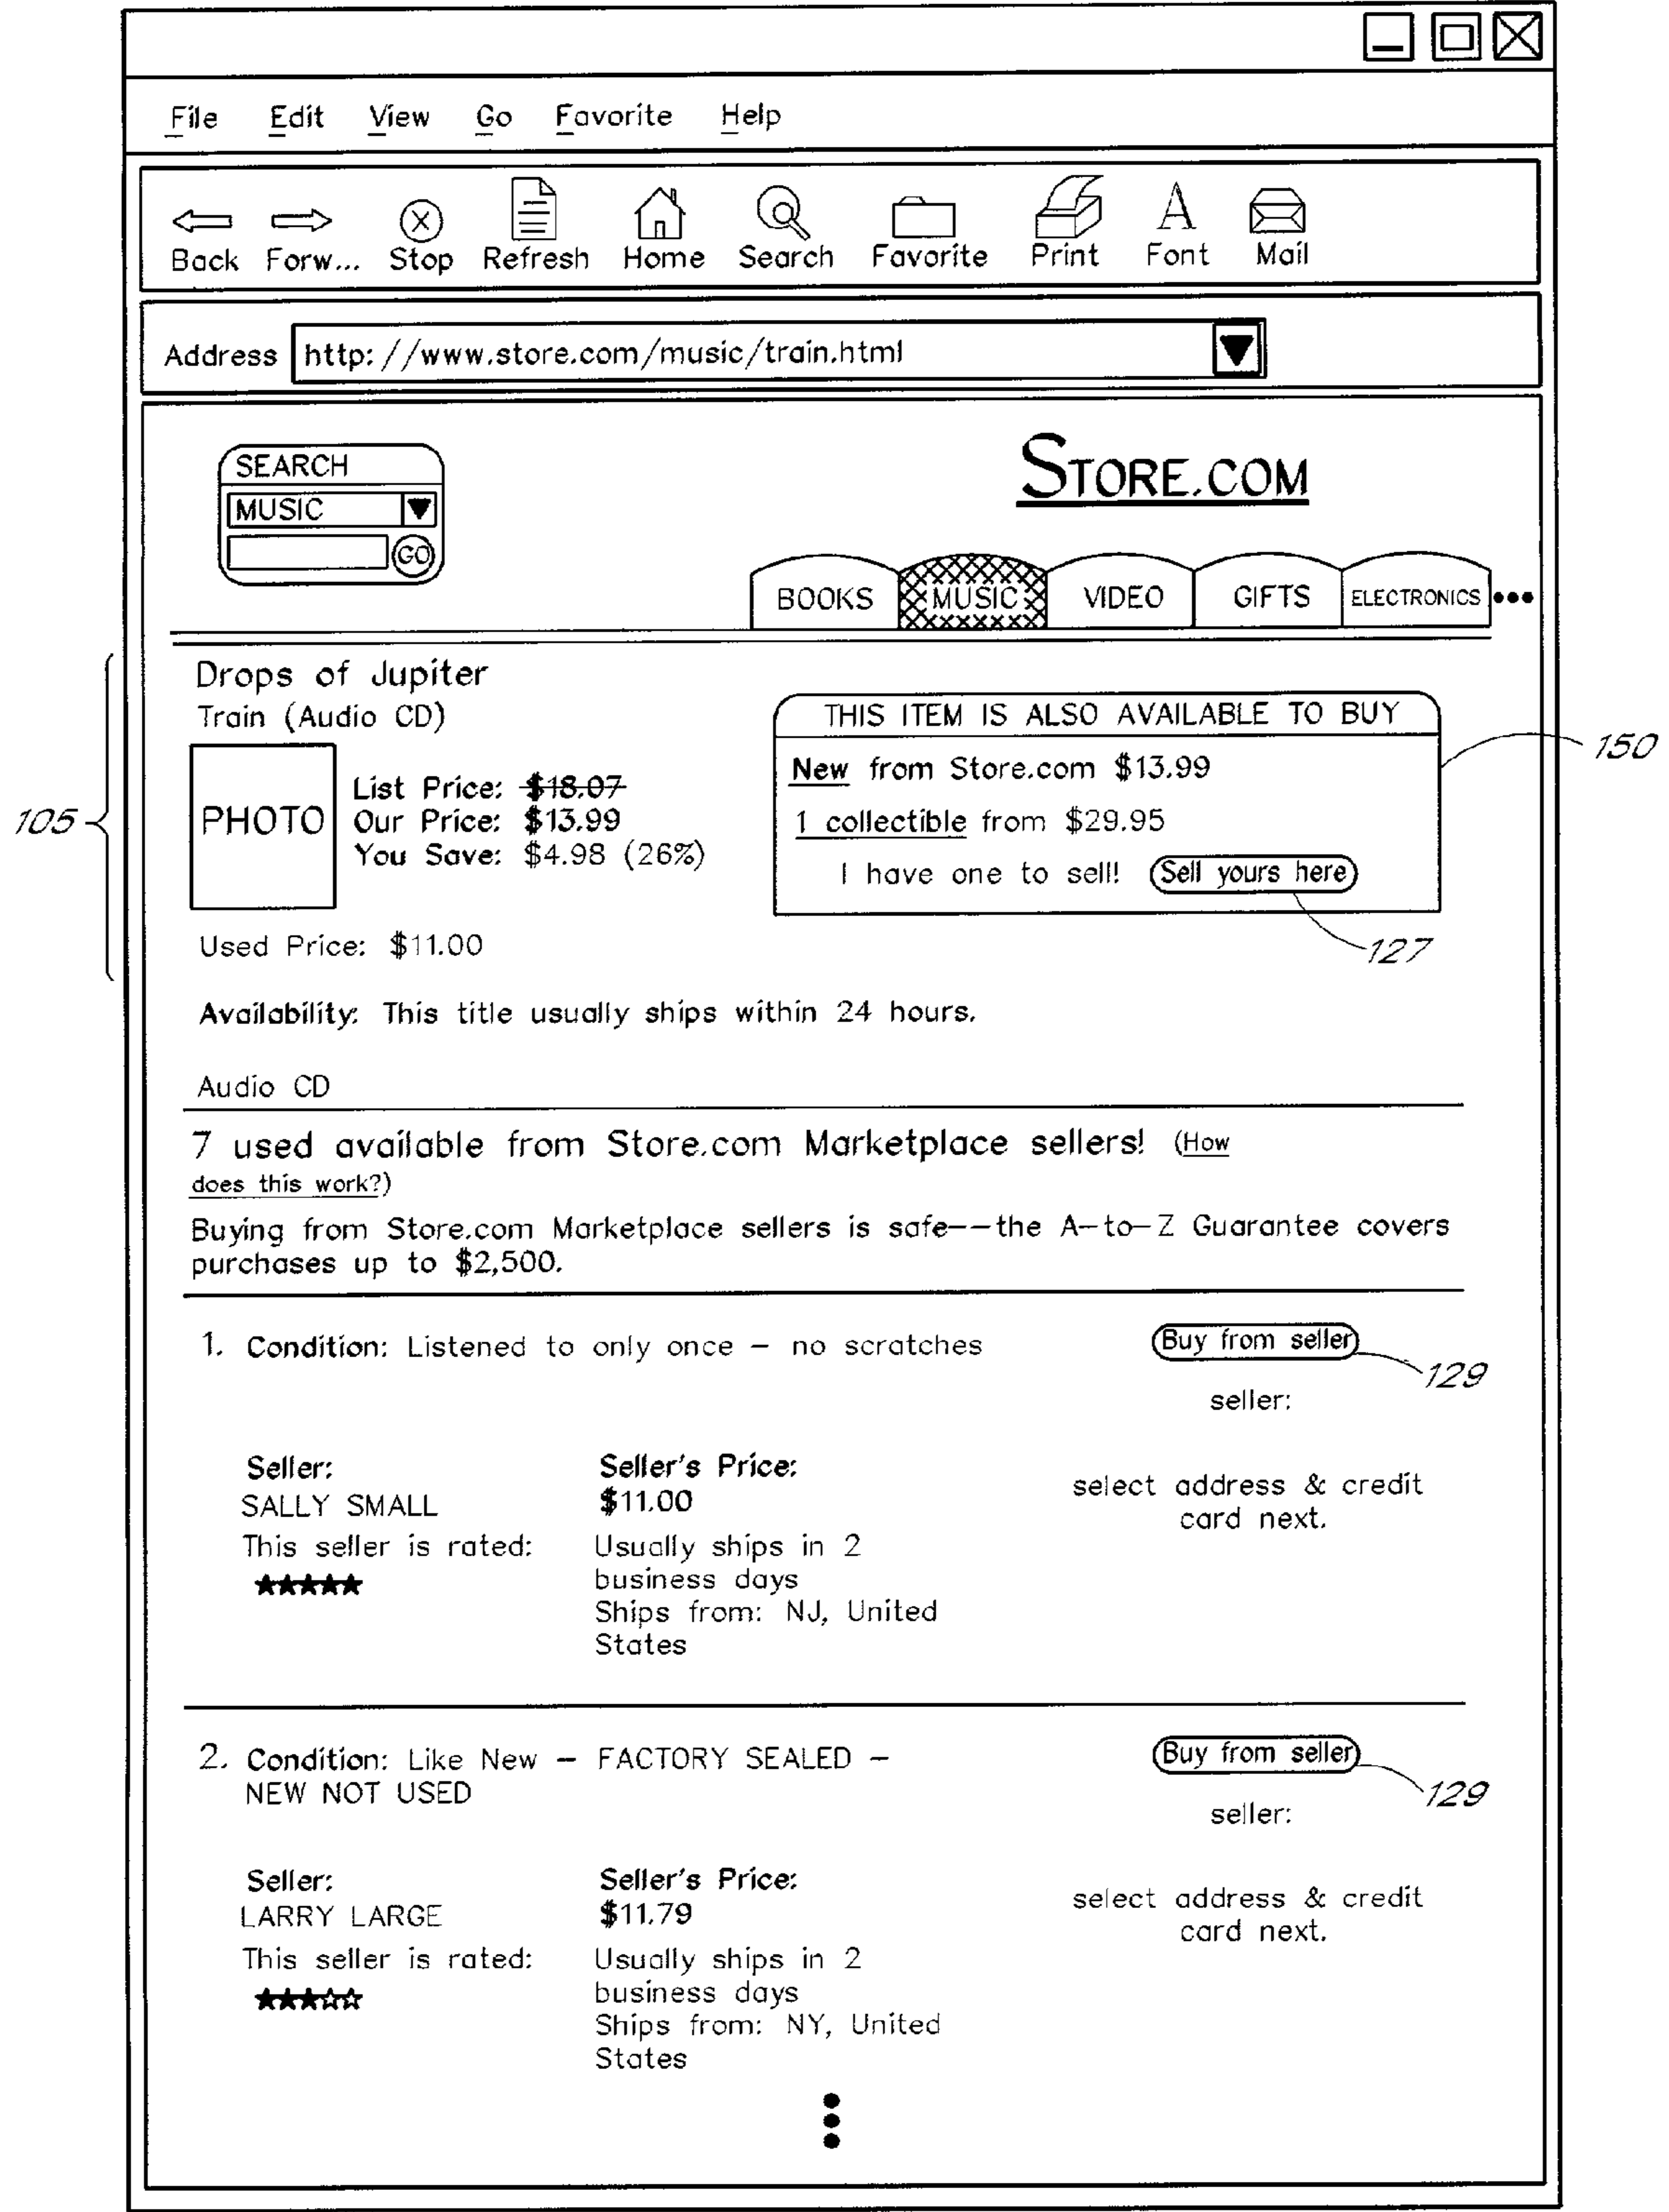 File Edit View Go Favorite Help
Back Forw... Stop Refresh Home Search Favorite Print Font Mail
Address http://www.store.com/music/train.html
STORE.COM
SEARCH
MUSIC
GO
BOOKS MUSIC VIDEO GIFTS ELECTRONICS •••
105
Drops of Jupiter
Train (Audio CD)
PHOTO
List Price: $18.07
Our Price: $13.99
You Save: $4.98 (26%)
Used Price: $11.00
THIS ITEM IS ALSO AVAILABLE TO BUY
New from Store.com $13.99
1 collectible from $29.95
I have one to sell! Sell yours here
150
127
Availability: This title usually ships within 24 hours.
Audio CD
7 used available from Store.com Marketplace sellers! (How
does this work?)
Buying from Store.com Marketplace sellers is safe--the A-to-Z Guarantee covers
purchases up to $2,500.
1. Condition: Listened to only once – no scratches
Buy from seller
129
seller:
Seller:
SALLY SMALL
This seller is rated:
★★★★★
Seller's Price:
$11.00
Usually ships in 2
business days
Ships from: NJ, United
States
select address & credit
card next.
2. Condition: Like New – FACTORY SEALED –
NEW NOT USED
Buy from seller
129
seller:
Seller:
LARRY LARGE
This seller is rated:
★★★☆☆
Seller's Price:
$11.79
Usually ships in 2
business days
Ships from: NY, United
States
select address & credit
card next.